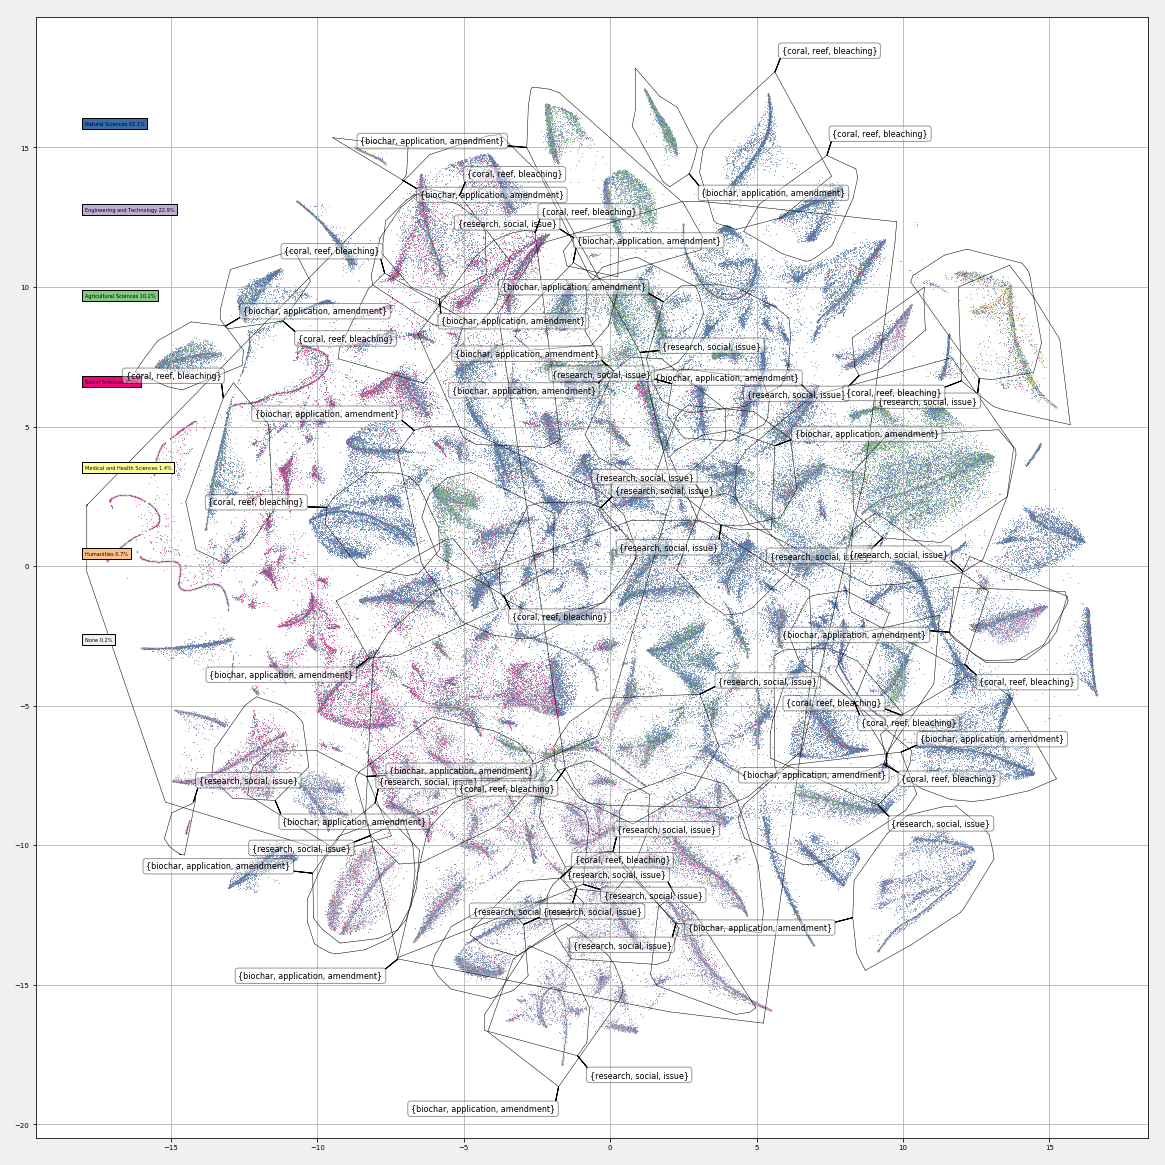 {coral, reef, bleaching}
Natural Sciences 62.1%
{coral, reef, bleaching}
{biochar, application, amendment}
15
{coral, reef, bleaching}
{biochar, application, amendment}
{biochar, application, amendment}
Engineering and Technology 22.9%
{coral, reef, bleaching}
{research, social, issue}
{biochar, application, amendment}
{coral, reef, bleaching}
10
{biochar, application, amendment}
Agricultural Sciences 10.2%
{biochar, application, amendment}
{biochar, application, amendment}
{coral, reef, bleaching}
{research, social, issue}
{biochar, application, amendment}
{coral, reef, bleaching}
{research, social, issue}
{biochar, application, amendment}
Social Sciences
{biochar, application, amendment}
{research, social, issue}
{coral, reef, bleaching}
{research, social, issue}
{biochar, application, amendment}
5
{biochar, application, amendment}
Medical and Health Sciences 1.4%
{research, social, issue}
{research, social, issue}
{coral, reef, bleaching}
{research, social, issue}
Humanities 0.7%
{research, social, issue}
{research, social, issue}
0
{coral, reef, bleaching}
{biochar, application, amendment}
None 0.2%
{biochar, application, amendment}
{research, social, issue}
{coral, reef, bleaching}
{coral, reef, bleaching}
−5
{coral, reef, bleaching}
{biochar, application, amendment}
{biochar, application, amendment}
{biochar, application, amendment}
{coral, reef, bleaching}
{research, social, issue}
{research, social, issue}
{coral, reef, bleaching}
{biochar, application, amendment}
{research, social, issue}
{research, social, issue}
−10
{research, social, issue}
{coral, reef, bleaching}
{biochar, application, amendment}
{research, social, issue}
{research, social, issue}
{research, social, issue}
{research, social, issue}
{biochar, application, amendment}
{research, social, issue}
{biochar, application, amendment}
−15
{research, social, issue}
{biochar, application, amendment}
−20
−15
−10
−5
0
5
10
15